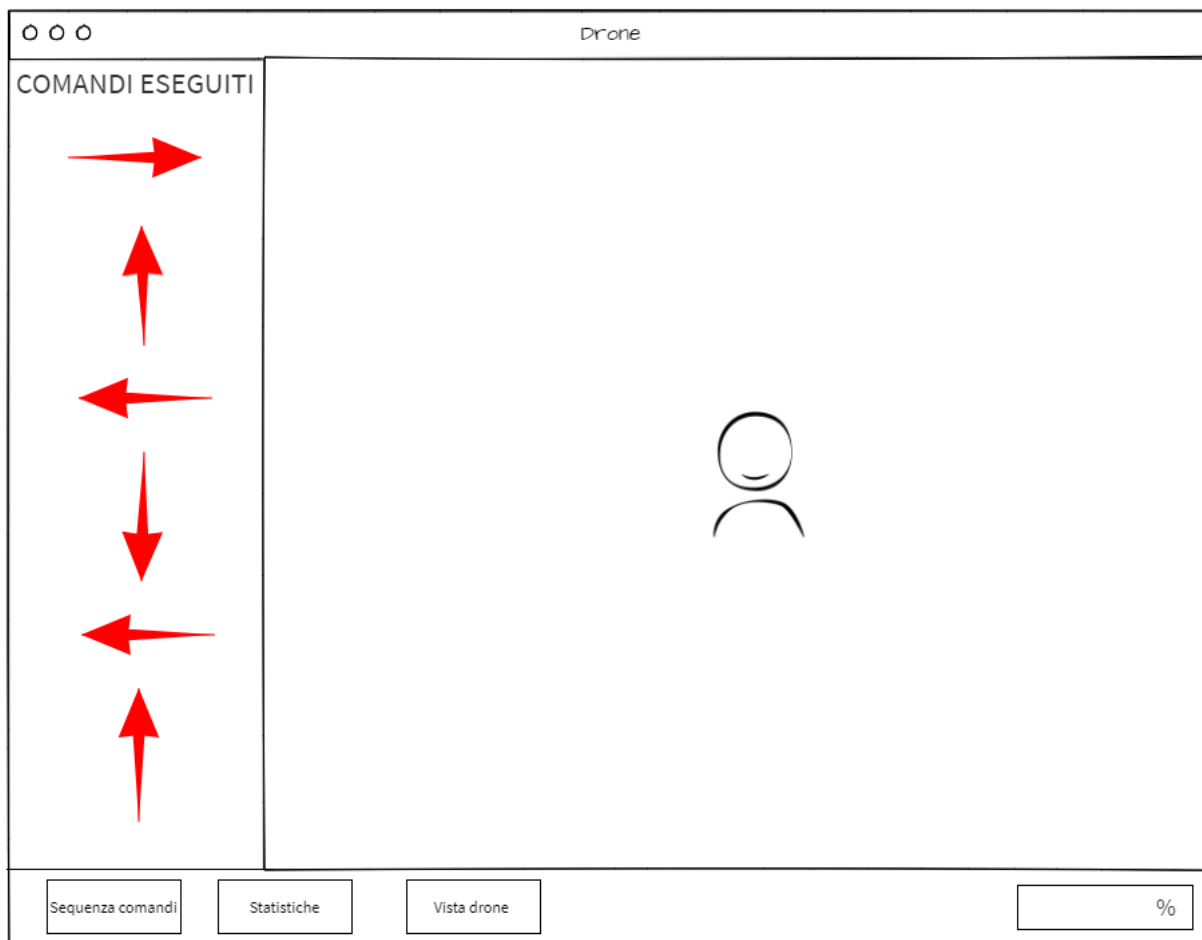 Drone
COMANDI ESEGUITI
Sequenza comandi
Statistiche
Vista drone
%